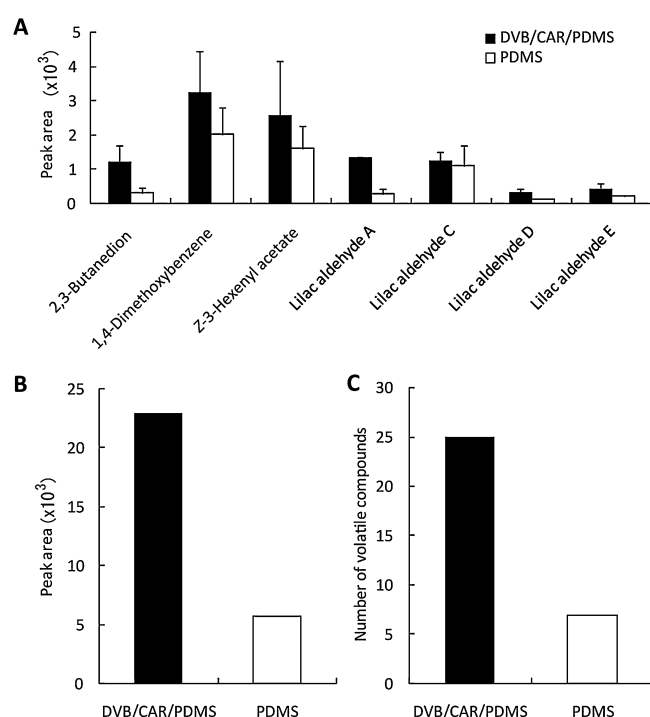 A
DVB/CAR/PDMS
PDMS
Peak area (x10³)
5
4
3
2
1
0
2,3-Butanedion
1,4-Dimethoxybenzene
Z-3-Hexenyl acetate
Lilac aldehyde A
Lilac aldehyde C
Lilac aldehyde D
Lilac aldehyde E
B
Peak area (x10³)
25
20
15
10
5
0
DVB/CAR/PDMS
PDMS
C
Number of volatile compounds
30
25
20
15
10
5
0
DVB/CAR/PDMS
PDMS